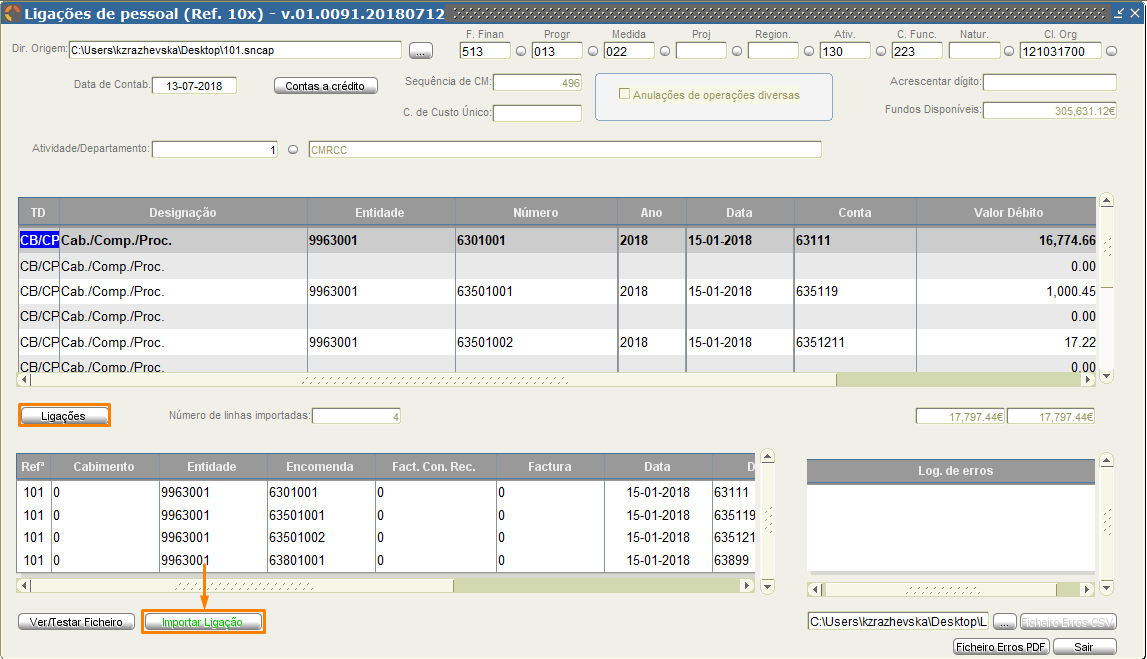 Ligações de pessoal (Ref. 10x) - v.01.0091.20180712
F. Finan Progr Medida Proj Region. Ativ. C. Func. Natur. Cl. Org
Dir. Origem: C:\Users\kzrazhevska\Desktop\101.sncap ... 513 013 022 130 223 121031700
Data de Contab. 13-07-2018 Contas a crédito Sequência de CM: 496 Anulações de operações diversas Acrescentar dígito:
C. de Custo Único: Fundos Disponíveis: 305,631.12€
Atividade/Departamento: 1 CMRCC
TD Designação Entidade Número Ano Data Conta Valor Débito
CB/CP Cab./Comp./Proc. 9963001 6301001 2018 15-01-2018 63111 16,774.66
CB/CP Cab./Comp./Proc. 0.00
CB/CP Cab./Comp./Proc. 9963001 63501001 2018 15-01-2018 635119 1,000.45
CB/CP Cab./Comp./Proc. 0.00
CB/CP Cab./Comp./Proc. 9963001 63501002 2018 15-01-2018 6351211 17.22
CB/CP Cab./Comp./Proc. 0.00
Ligações Número de linhas importadas: 4 17,797.44€ 17,797.44€
Refª Cabimento Entidade Encomenda Fact. Con. Rec. Factura Data D
101 0 9963001 6301001 0 0 15-01-2018 63111
101 0 9963001 63501001 0 0 15-01-2018 635119
101 0 9963001 63501002 0 0 15-01-2018 635121
101 0 9963001 63801001 0 0 15-01-2018 63899
Log. de erros
Ver/Testar Ficheiro Importar Ligação C:\Users\kzrazhevska\Desktop\L ... Ficheiro Erros CSV
Ficheiro Erros PDF Sair